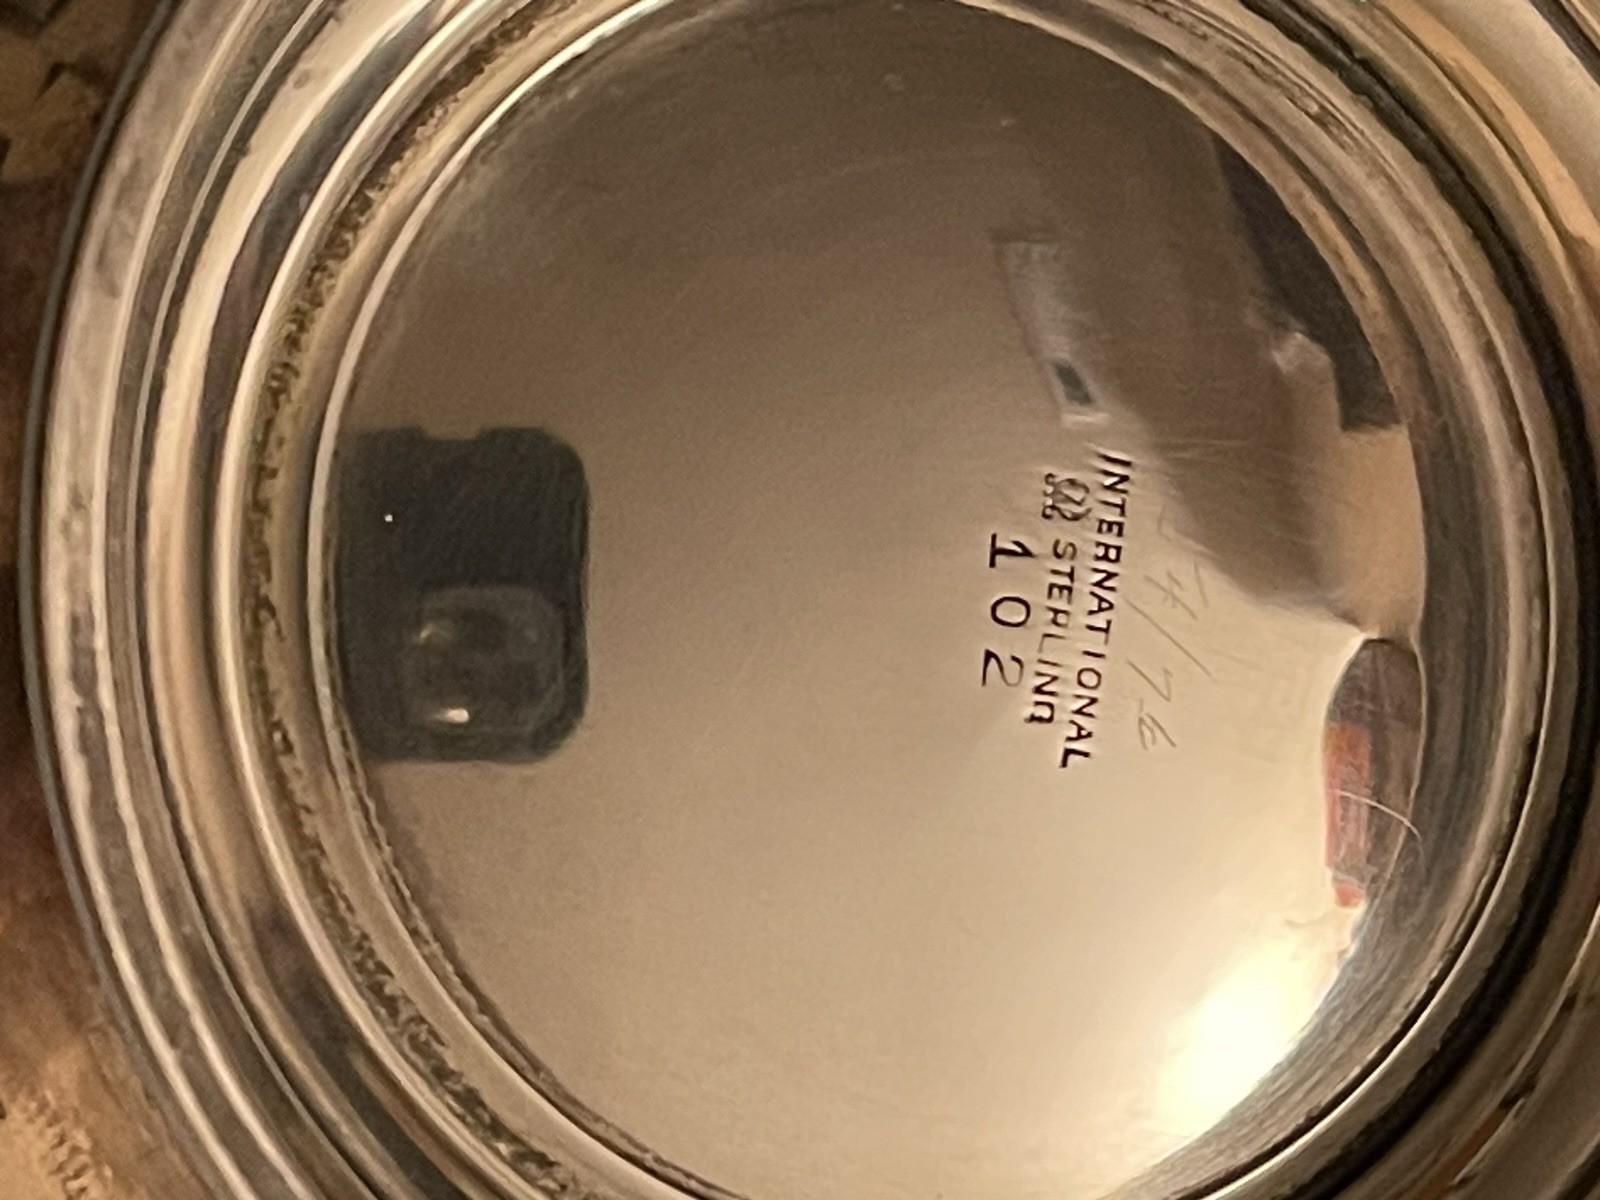 INTERNATIONAL
STERLING
102